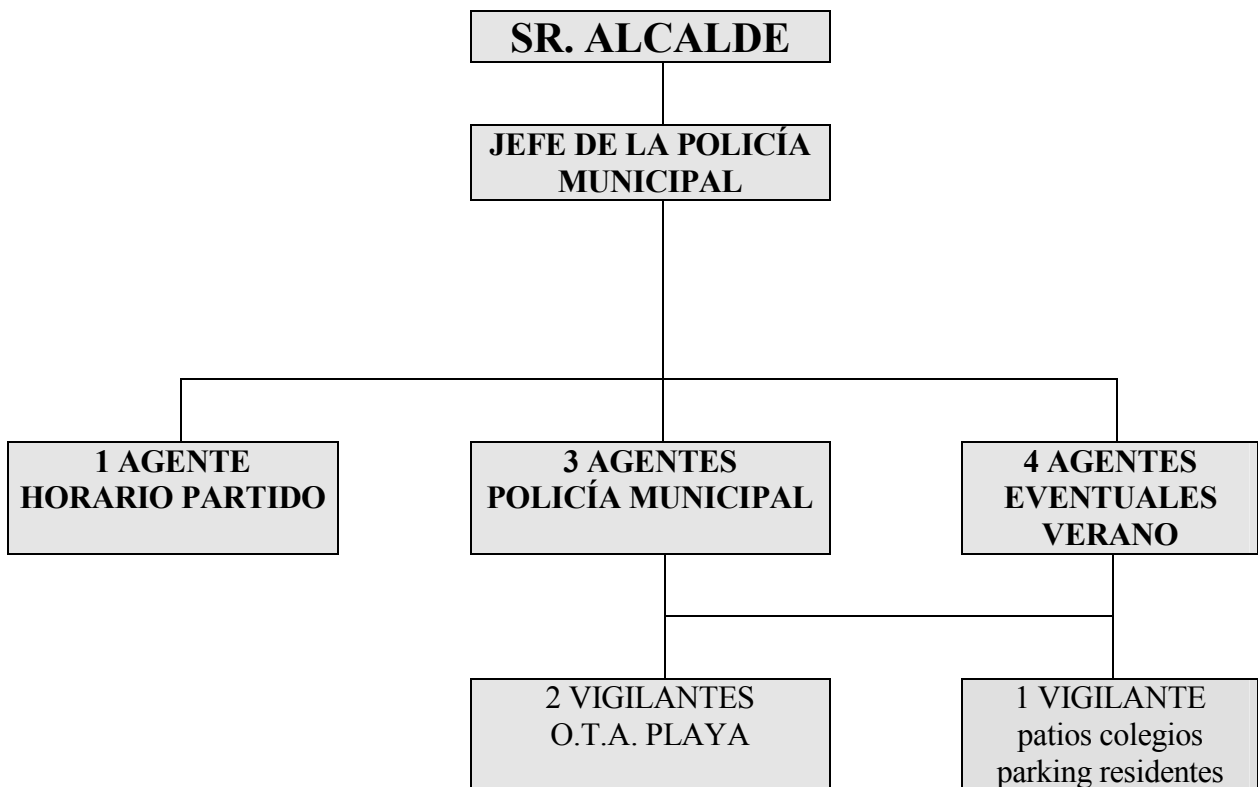 SR. ALCALDE
JEFE DE LA POLICÍA
MUNICIPAL
1 AGENTE
HORARIO PARTIDO
3 AGENTES
POLICÍA MUNICIPAL
4 AGENTES
EVENTUALES
VERANO
2 VIGILANTES
O.T.A. PLAYA
1 VIGILANTE
patios colegios
parking residentes